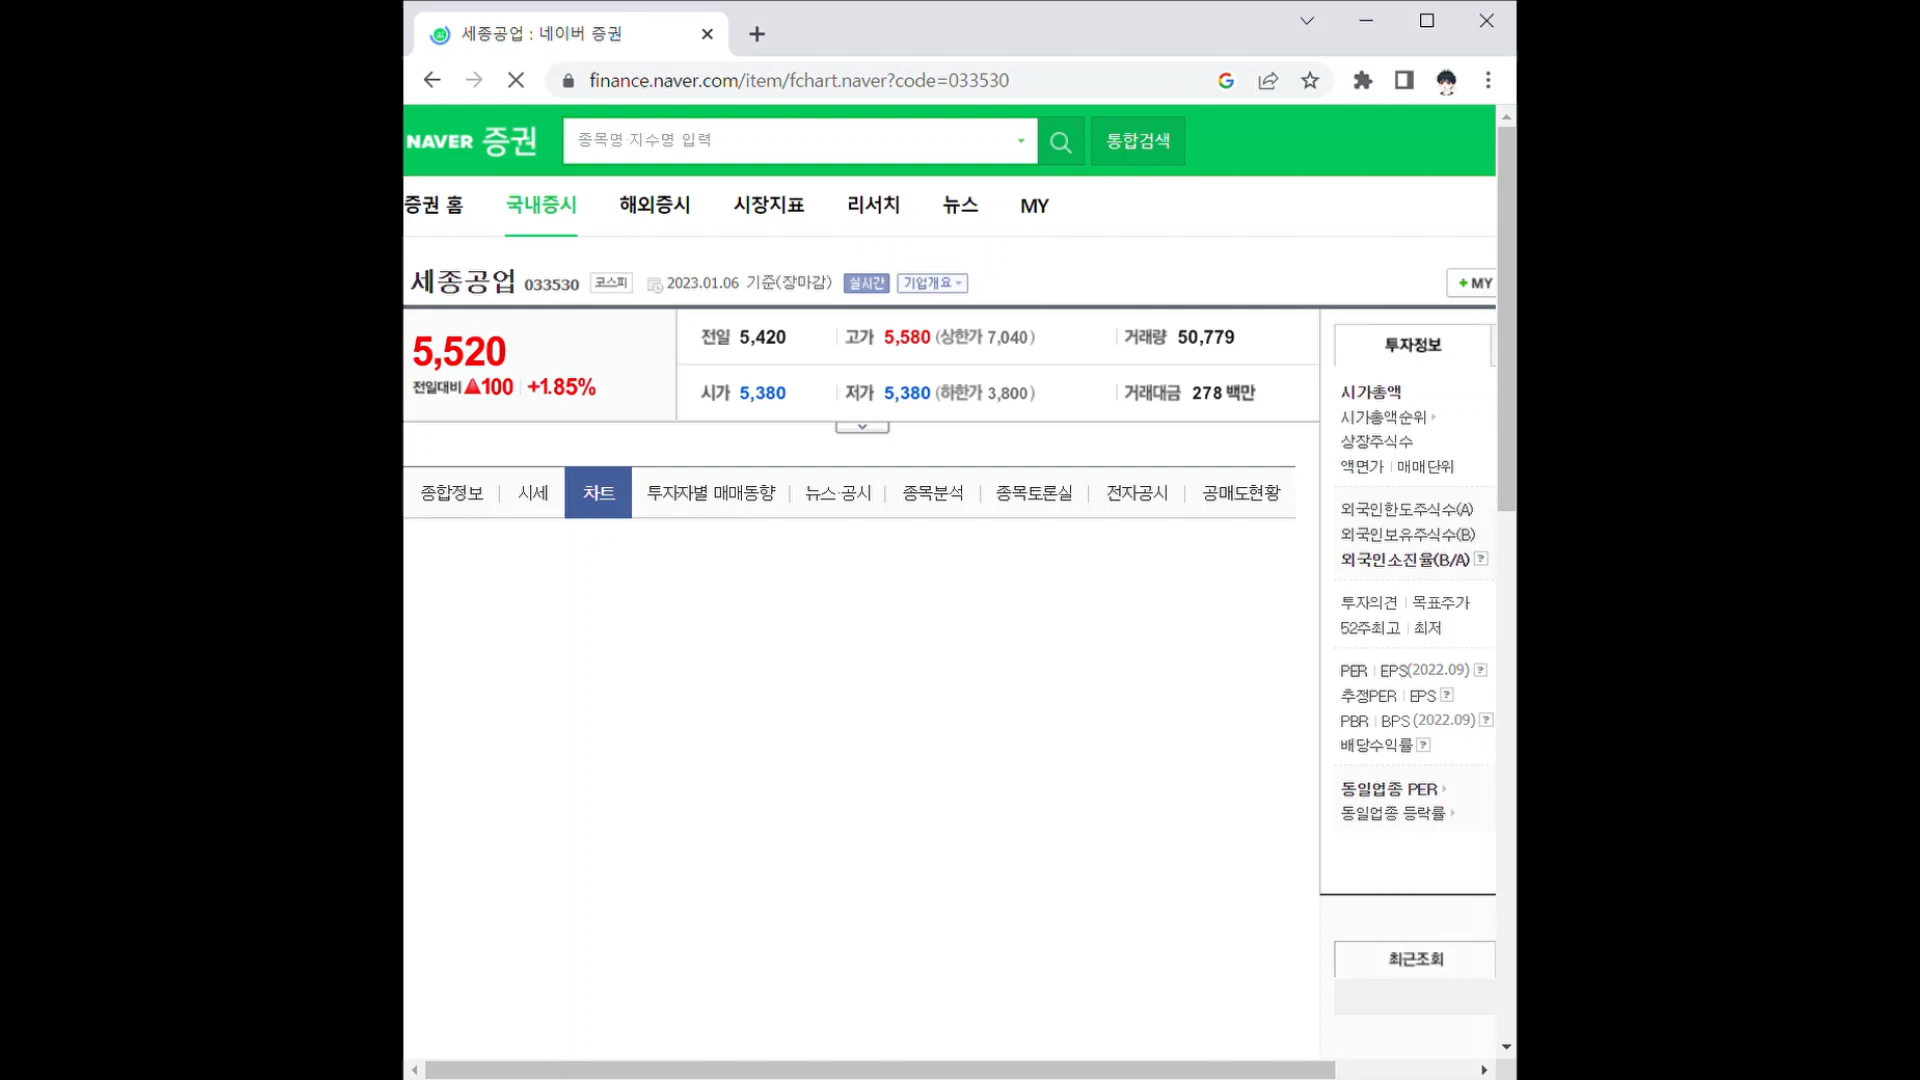 세종공업 : 네이버 증권
finance.naver.com/item/fchart.naver?code=033530
NAVER 증권
종목명·지수명 입력
통합검색
증권 홈 국내증시 해외증시 시장지표 리서치 뉴스 MY
세종공업 033530 코스피 2023.01.06 기준(장마감) 실시간 기업개요
+ MY
5,520
전일대비 ▲100 +1.85%
전일 5,420 고가 5,580 (상한가 7,040) 거래량 50,779
시가 5,380 저가 5,380 (하한가 3,800) 거래대금 278 백만
종합정보 시세 차트 투자자별 매매동향 뉴스·공시 종목분석 종목토론실 전자공시 공매도현황
투자정보
시가총액
시가총액순위
상장주식수
액면가 매매단위
외국인한도주식수(A)
외국인보유주식수(B)
외국인소진율(B/A) ?
투자의견 목표주가
52주최고 최저
PER EPS(2022.09) ?
추정PER EPS ?
PBR BPS (2022.09) ?
배당수익률 ?
동일업종 PER
동일업종 등락률
최근조회